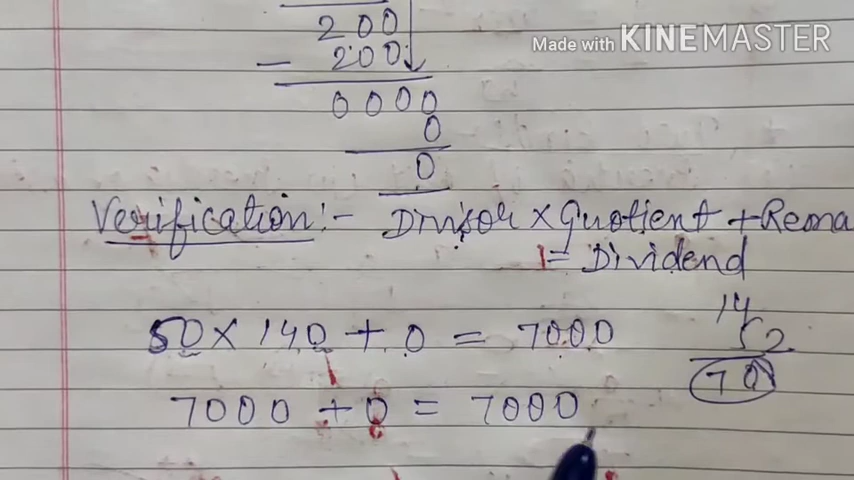 200
Made with KINEMASTER
- 200
0000
0
0
Verification:- Divisor × Quotient + Rema
= Dividend
50 × 140 + 0 = 7000
14
5 2
70
7000 + 0 = 7000